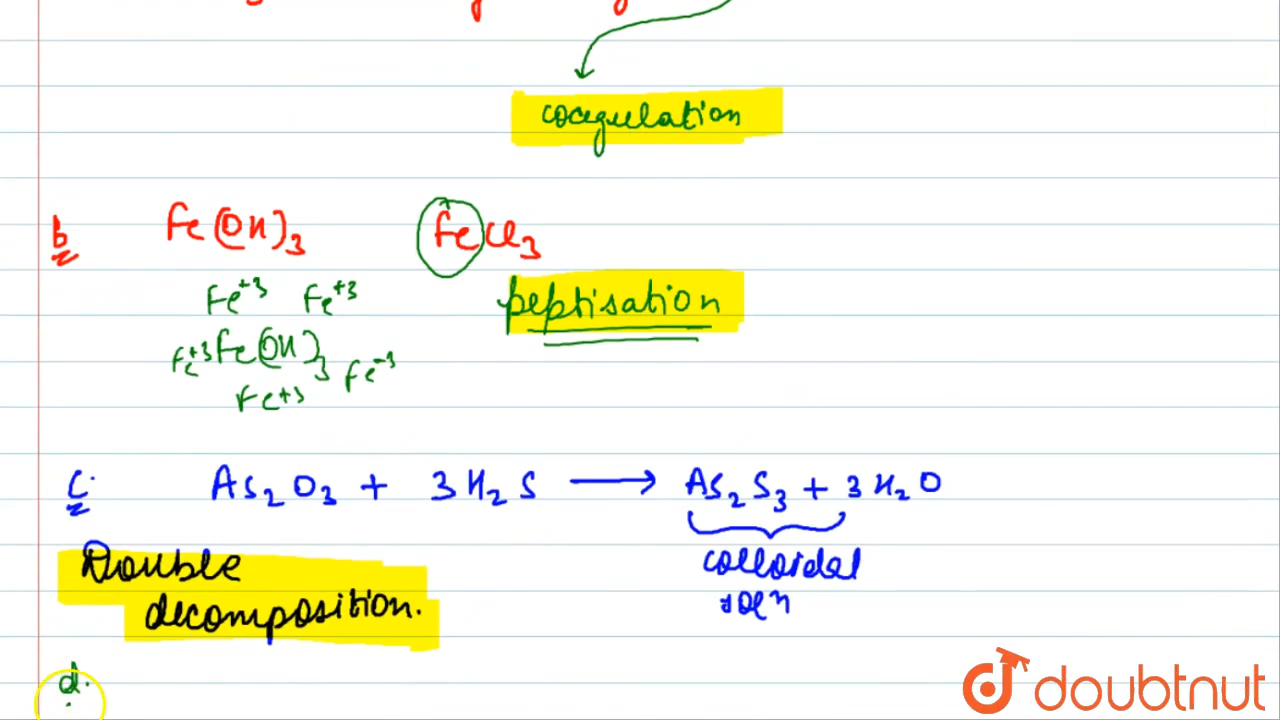 coagulation
b Fe(OH)3 FeCl3
Fe+3 Fe+3
peptisation
Fe+3 Fe(OH)3 Fe-3
Fe+3
C. As2O3 + 3H2S → As2S3 + 3H2O
Double
decomposition.
colloidal
solⁿ
d.
doubtnut